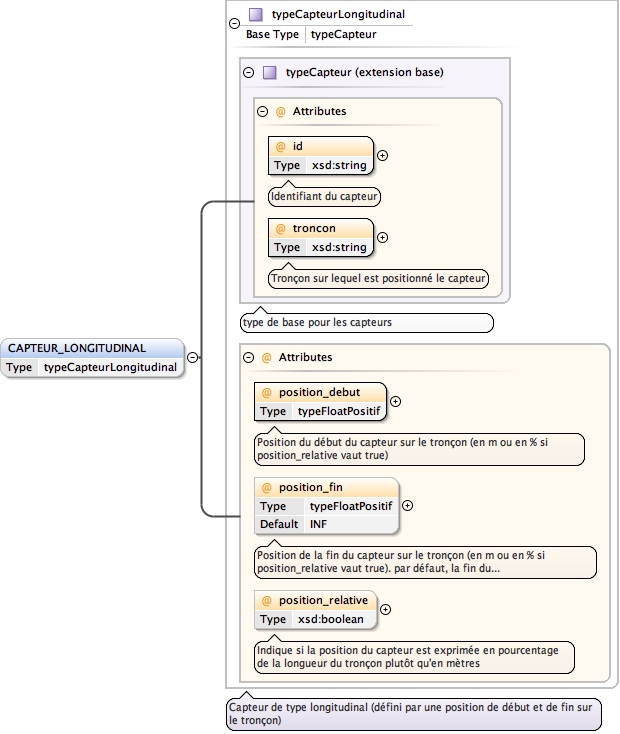 typeCapteurLongitudinal
Base Type typeCapteur
typeCapteur (extension base)
@ Attributes
@ id
Type xsd:string
Identifiant du capteur
@ troncon
Type xsd:string
Tronçon sur lequel est positionné le capteur
type de base pour les capteurs
CAPTEUR_LONGITUDINAL
Type typeCapteurLongitudinal
@ Attributes
@ position_debut
Type typeFloatPositif
Position du début du capteur sur le tronçon (en m ou en % si
position_relative vaut true)
@ position_fin
Type typeFloatPositif
Default INF
Position de la fin du capteur sur le tronçon (en m ou en % si
position_relative vaut true). par défaut, la fin du...
@ position_relative
Type xsd:boolean
Indique si la position du capteur est exprimée en pourcentage
de la longueur du tronçon plutôt qu'en mètres
Capteur de type longitudinal (défini par une position de début et de fin sur
le tronçon)